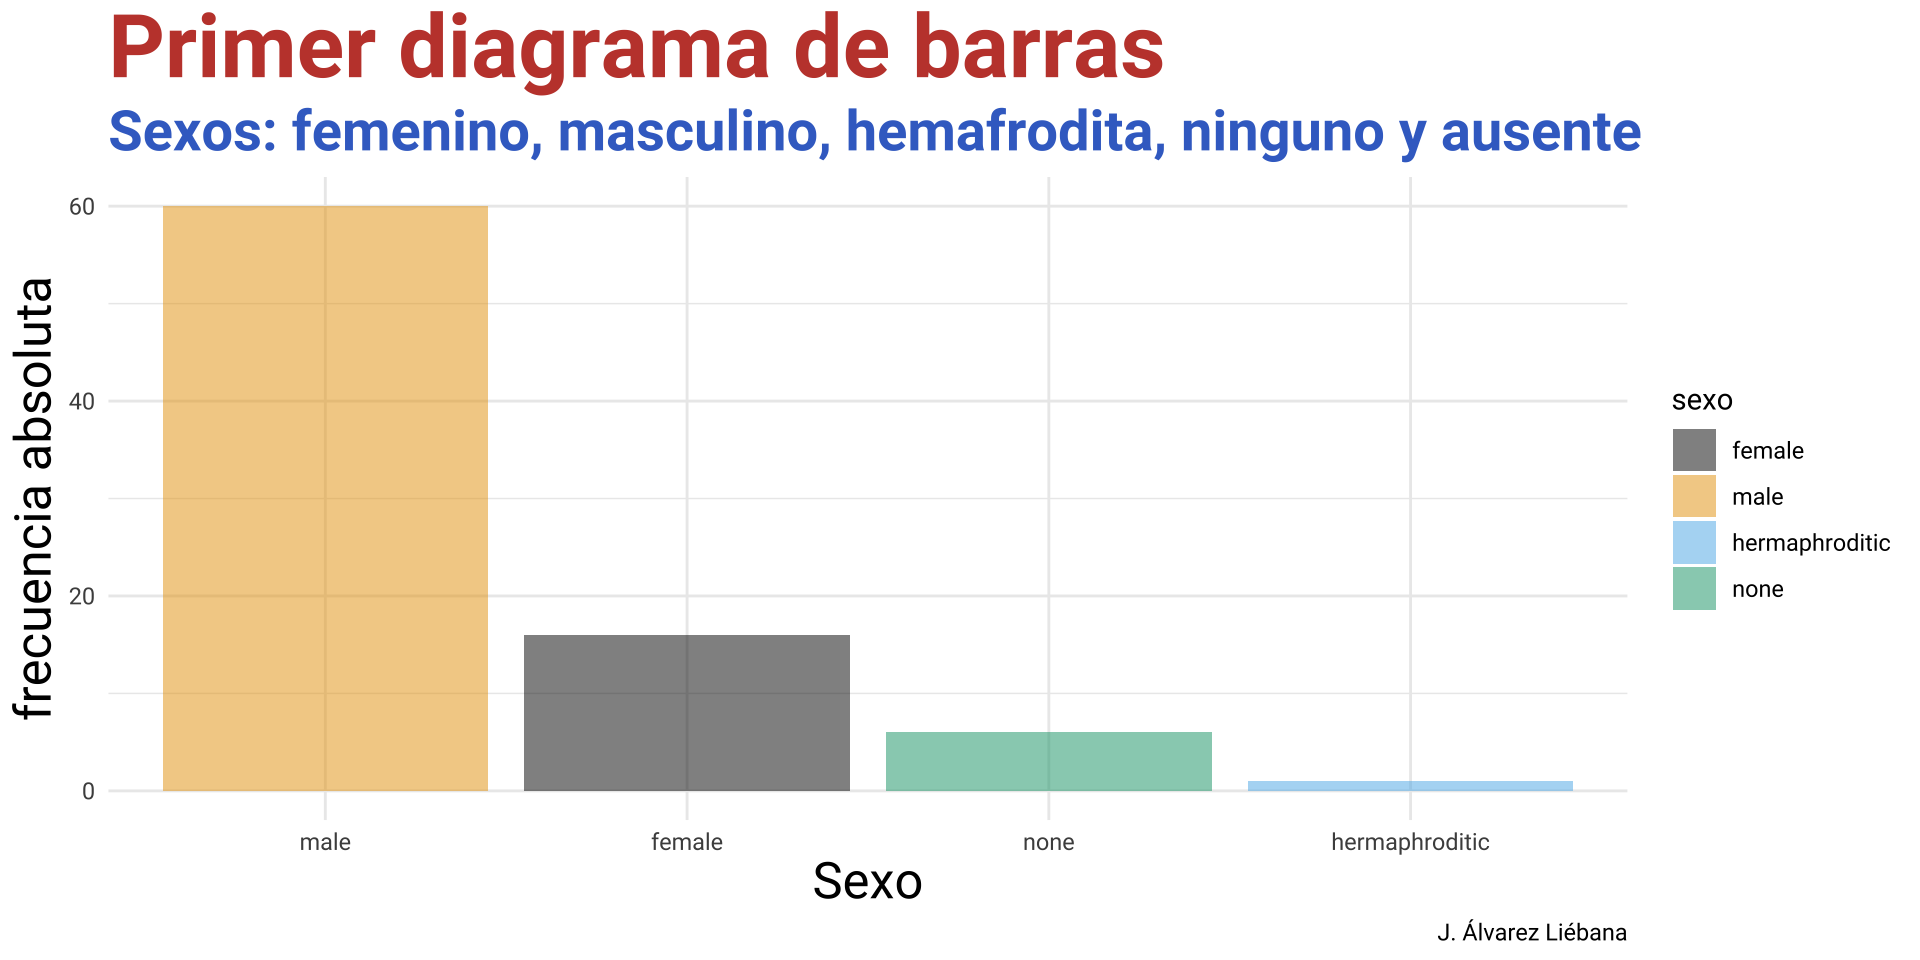 Primer diagrama de barras
Sexos: femenino, masculino, hemafrodita, ninguno y ausente
frecuencia absoluta
60
40
20
0
male
female
none
hermaphroditic
Sexo
sexo
female
male
hermaphroditic
none
J. Álvarez Liébana